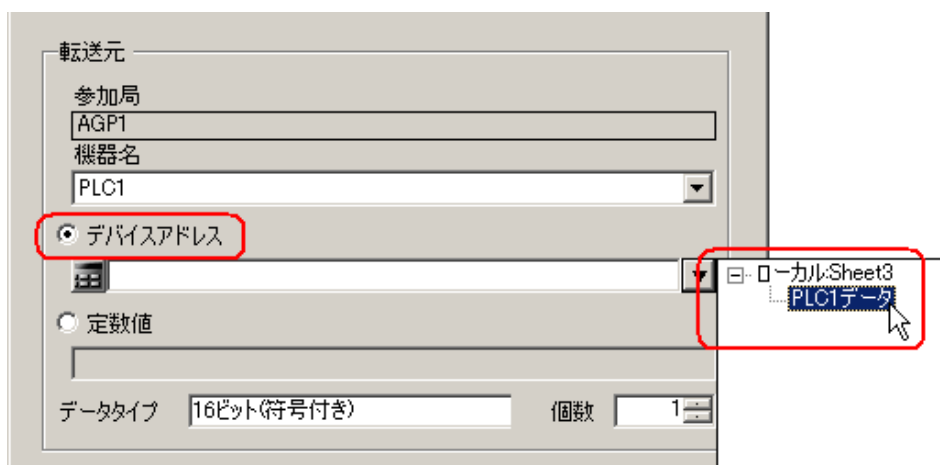 転送元
参加局
AGP1
機器名
PLC1
デバイスアドレス
ローカル:Sheet3
PLC1データ
定数値
データタイプ 16ビット(符号付き) 個数 1